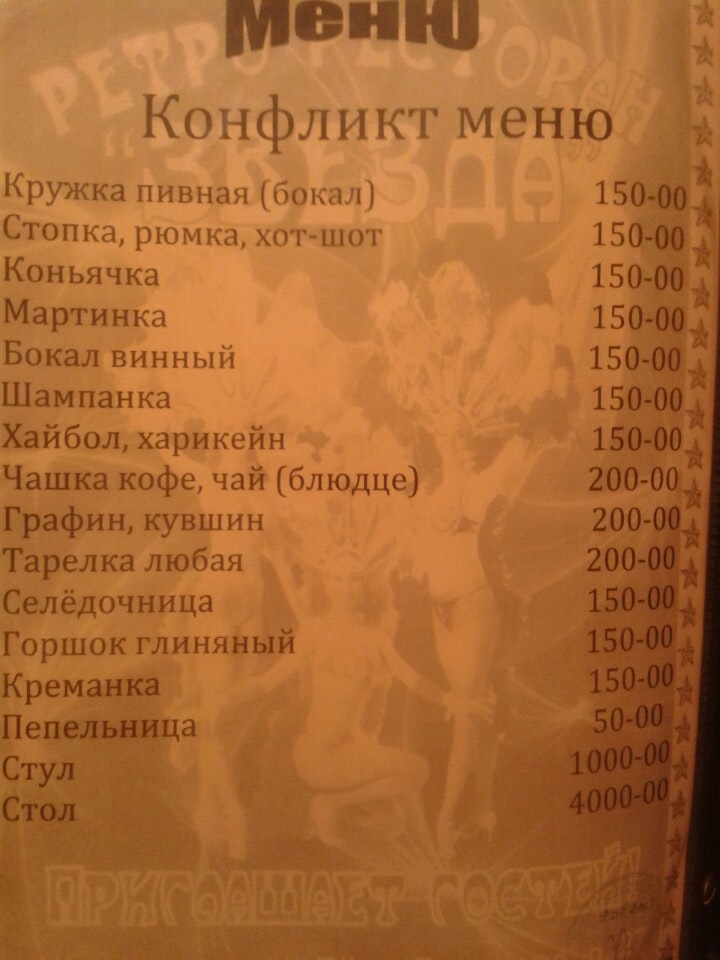 Меню
РЕТРО РЕСТОРАН
"ЗВЕЗДА"
Конфликт меню
Кружка пивная (бокал) 150-00
Стопка, рюмка, хот-шот 150-00
Коньячка 150-00
Мартинка 150-00
Бокал винный 150-00
Шампанка 150-00
Хайбол, харикейн 150-00
Чашка кофе, чай (блюдце) 200-00
Графин, кувшин 200-00
Тарелка любая 200-00
Селёдочница 150-00
Горшок глиняный 150-00
Креманка 150-00
Пепельница 50-00
Стул 1000-00
Стол 4000-00
ПРИГЛАШАЕТ ГОСТЕЙ!